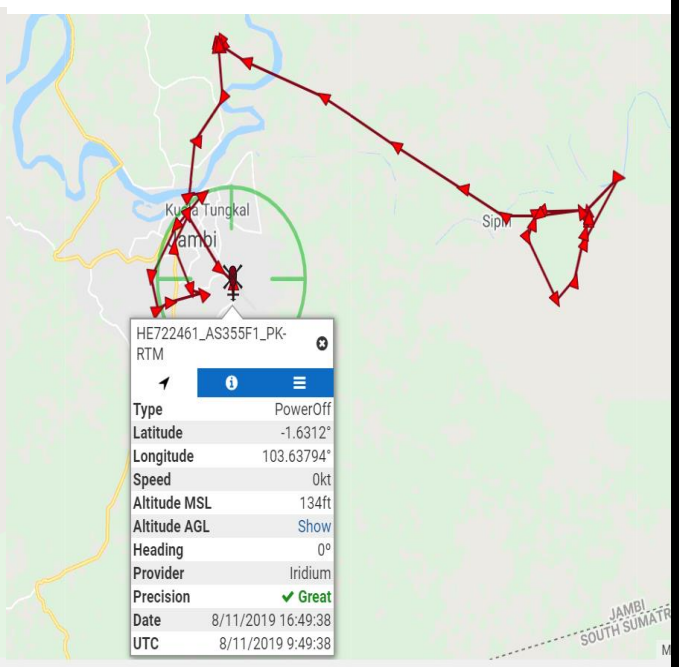 Kuala Tungkal
Jambi
Sipin
HE722461_AS355F1_PK-
RTM
Type PowerOff
Latitude -1.6312°
Longitude 103.63794°
Speed 0kt
Altitude MSL 134ft
Altitude AGL Show
Heading 0°
Provider Iridium
Precision ✔ Great
Date 8/11/2019 16:49:38
UTC 8/11/2019 9:49:38
JAMBI
SOUTH SUMATR
M